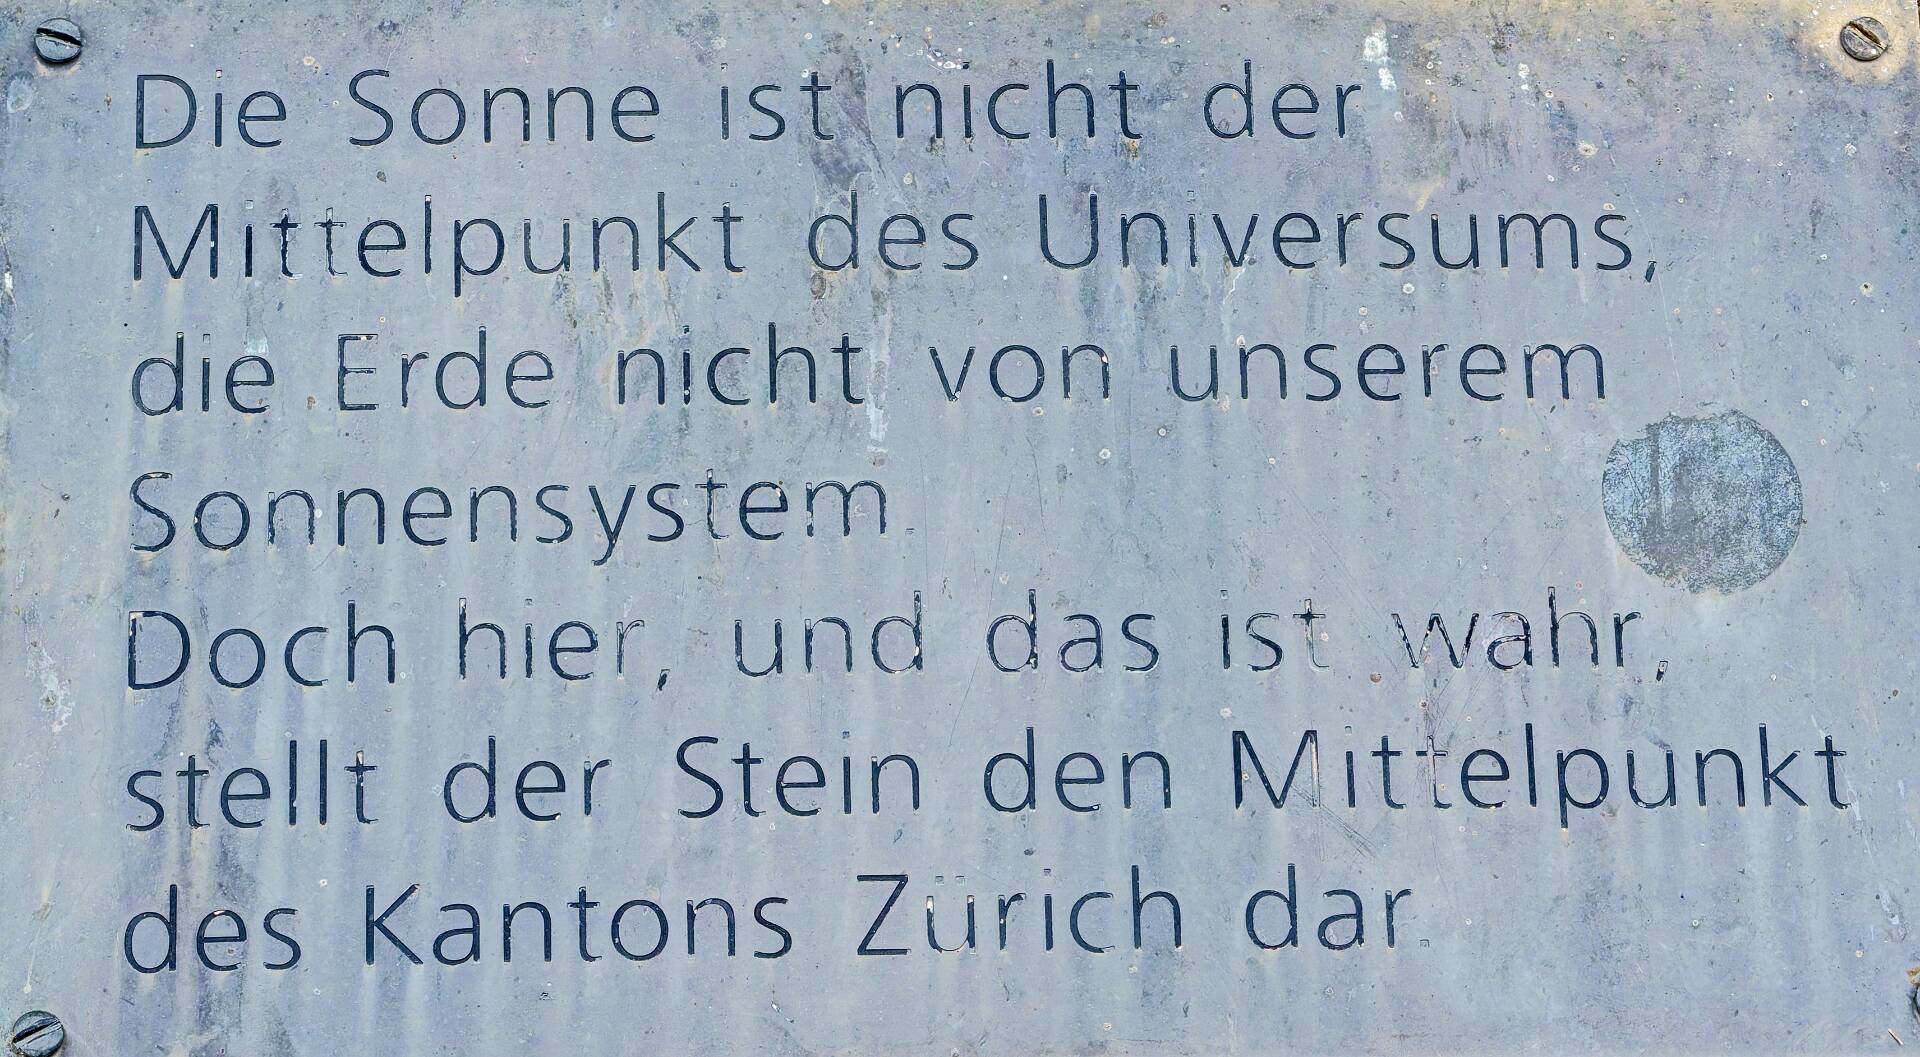 Die Sonne ist nicht der
Mittelpunkt des Universums,
die Erde nicht von unserem
Sonnensystem.
Doch hier, und das ist wahr,
stellt der Stein den Mittelpunkt
des Kantons Zürich dar.